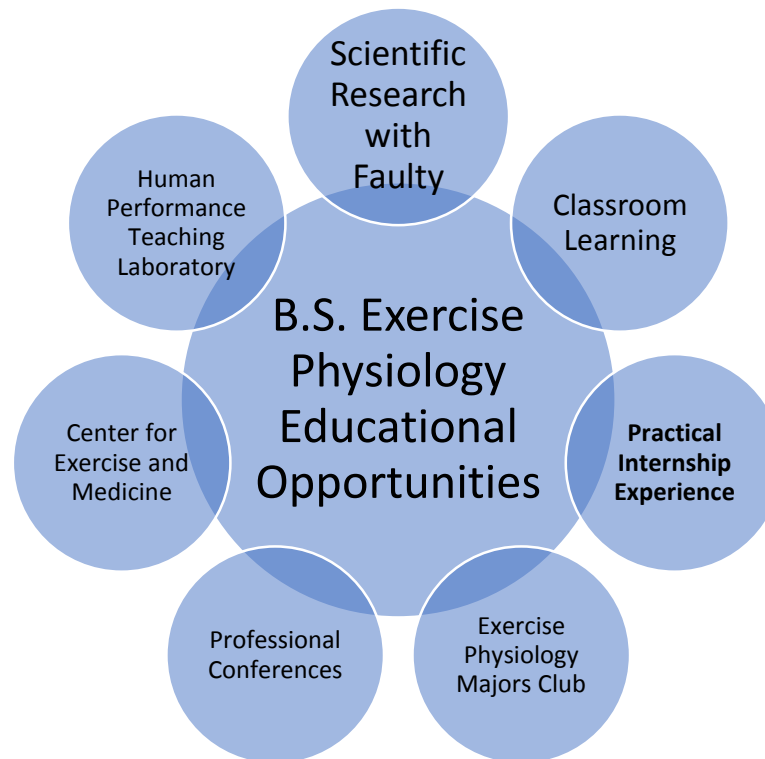 Scientific
Research
with
Faulty
Human
Performance
Teaching
Laboratory
Classroom
Learning
B.S. Exercise
Physiology
Educational
Opportunities
Center for
Exercise and
Medicine
Practical
Internship
Experience
Professional
Conferences
Exercise
Physiology
Majors Club